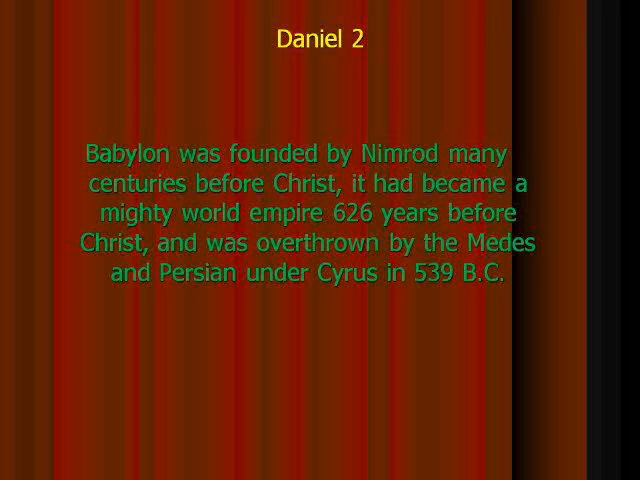 Daniel 2
Babylon was founded by Nimrod many
centuries before Christ, it had became a
mighty world empire 626 years before
Christ, and was overthrown by the Medes
and Persian under Cyrus in 539 B.C.